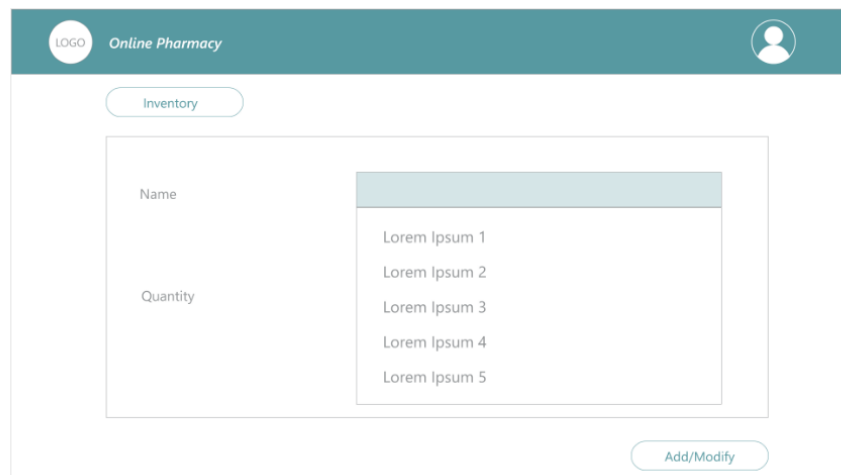 LOGO Online Pharmacy
Inventory
Name
Lorem Ipsum 1
Lorem Ipsum 2
Quantity
Lorem Ipsum 3
Lorem Ipsum 4
Lorem Ipsum 5
Add/Modify